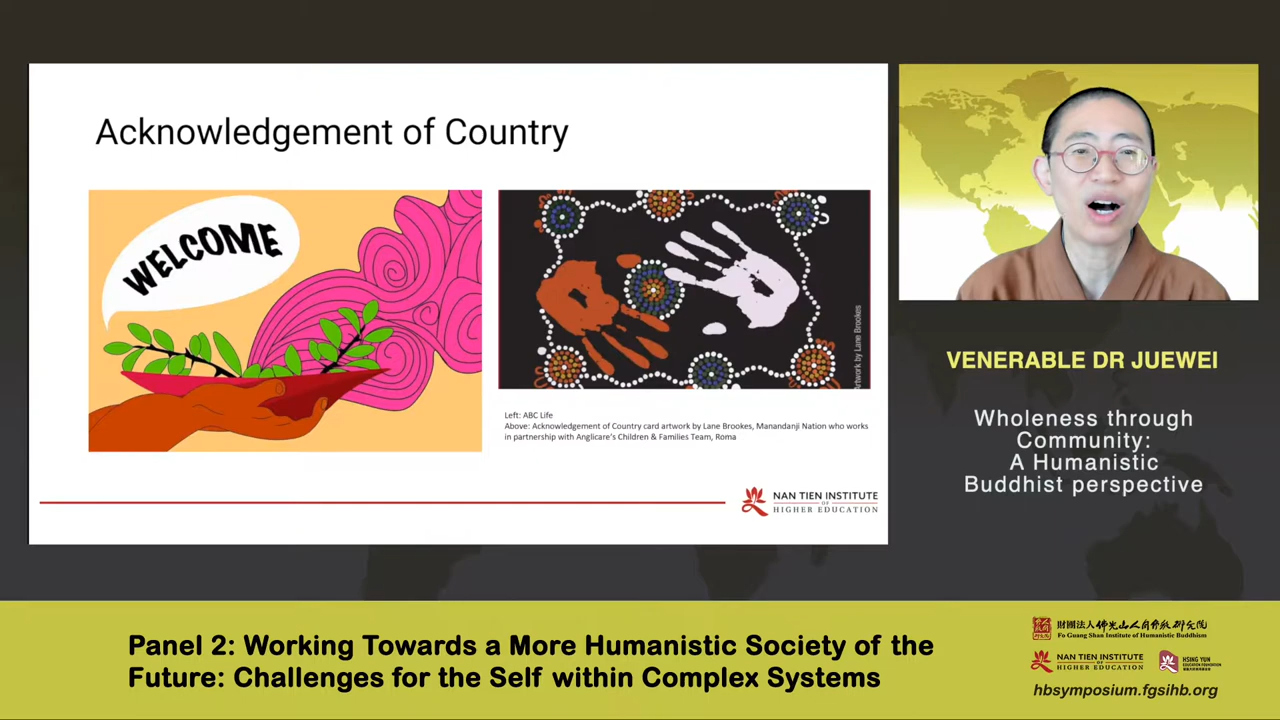 Acknowledgement of Country
WELCOME
Artwork by Lane Brookes
Left: ABC Life
Above: Acknowledgement of Country card artwork by Lane Brookes, Manandanji Nation who works
in partnership with Anglicare's Children & Families Team, Roma
NAN TIEN INSTITUTE
OF
HIGHER EDUCATION
VENERABLE DR JUEWEI
Wholeness through
Community:
A Humanistic
Buddhist perspective
Panel 2: Working Towards a More Humanistic Society of the
Future: Challenges for the Self within Complex Systems
財團法人佛光山人間佛教研究院
Fo Guang Shan Institute of Humanistic Buddhism
NAN TIEN INSTITUTE
OF
HIGHER EDUCATION
HSING YUN
EDUCATION FOUNDATION
hbsymposium.fgsihb.org